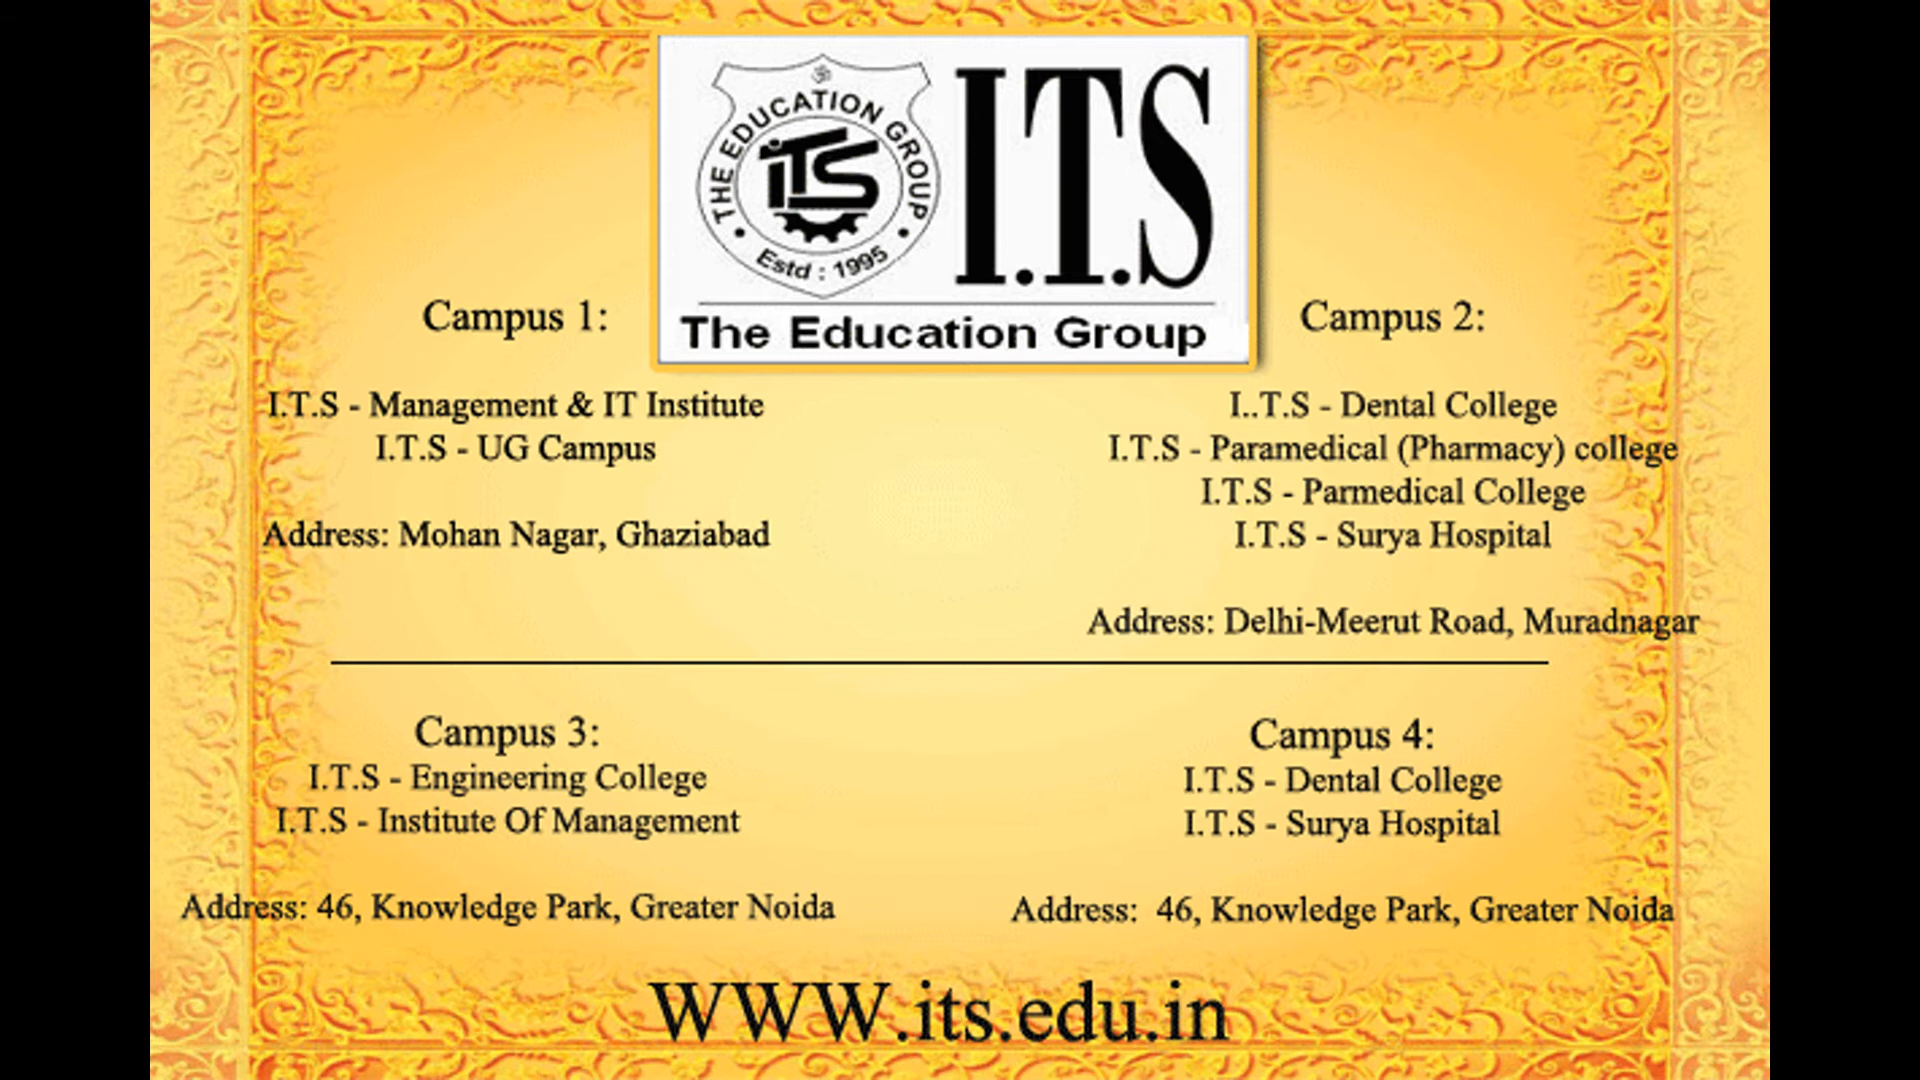 ॐ
THE EDUCATION GROUP
iTS
Estd : 1995
I.T.S
The Education Group
Campus 1:
I.T.S - Management & IT Institute
I.T.S - UG Campus
Address: Mohan Nagar, Ghaziabad
Campus 2:
I..T.S - Dental College
I.T.S - Paramedical (Pharmacy) college
I.T.S - Parmedical College
I.T.S - Surya Hospital
Address: Delhi-Meerut Road, Muradnagar
Campus 3:
I.T.S - Engineering College
I.T.S - Institute Of Management
Address: 46, Knowledge Park, Greater Noida
Campus 4:
I.T.S - Dental College
I.T.S - Surya Hospital
Address: 46, Knowledge Park, Greater Noida
WWW.its.edu.in